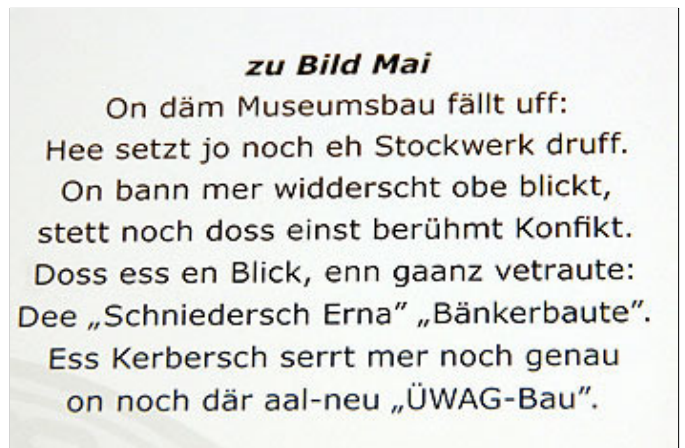 zu Bild Mai
On däm Museumsbau fällt uff:
Hee setzt jo noch eh Stockwerk druff.
On bann mer widderscht obe blickt,
stett noch doss einst berühmt Konfikt.
Doss ess en Blick, enn gaanz vetraute:
Dee „Schniedersch Erna” „Bänkerbaute”.
Ess Kerbersch serrt mer noch genau
on noch där aal-neu „ÜWAG-Bau”.